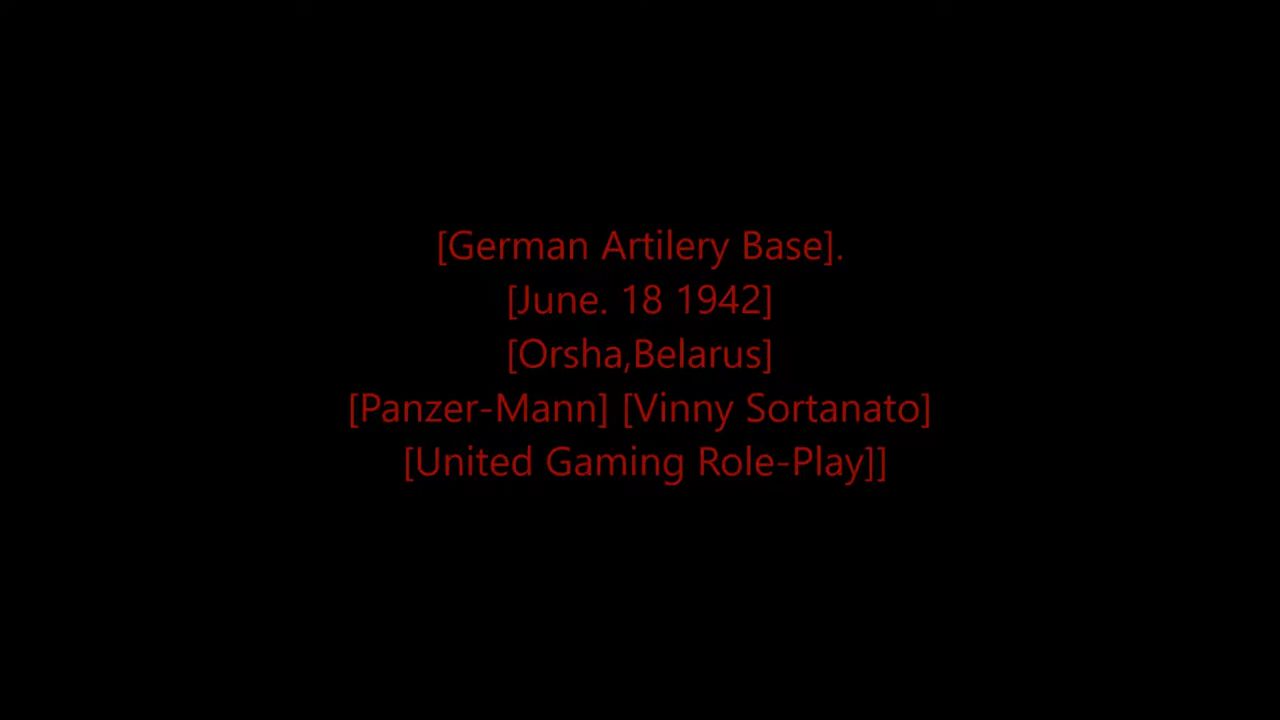 [German Artilery Base].
[June. 18 1942]
[Orsha,Belarus]
[Panzer-Mann] [Vinny Sortanato]
[United Gaming Role-Play]]